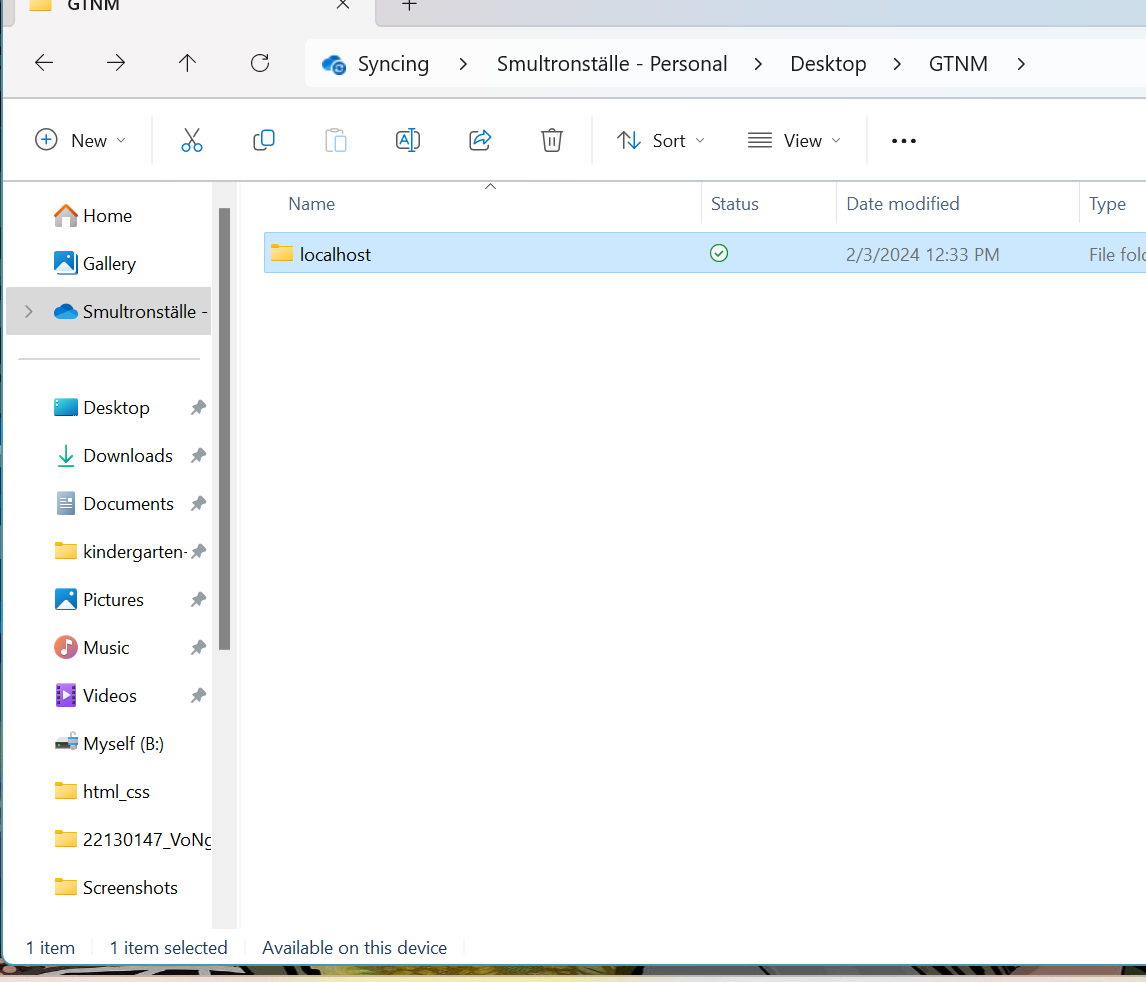 GTNM
Syncing > Smultronställe - Personal > Desktop > GTNM >
New Sort View
Name Status Date modified Type
localhost 2/3/2024 12:33 PM File fol
Home
Gallery
Smultronställe -
Desktop
Downloads
Documents
kindergarten-
Pictures
Music
Videos
Myself (B:)
html_css
22130147_VoNg
Screenshots
1 item 1 item selected Available on this device